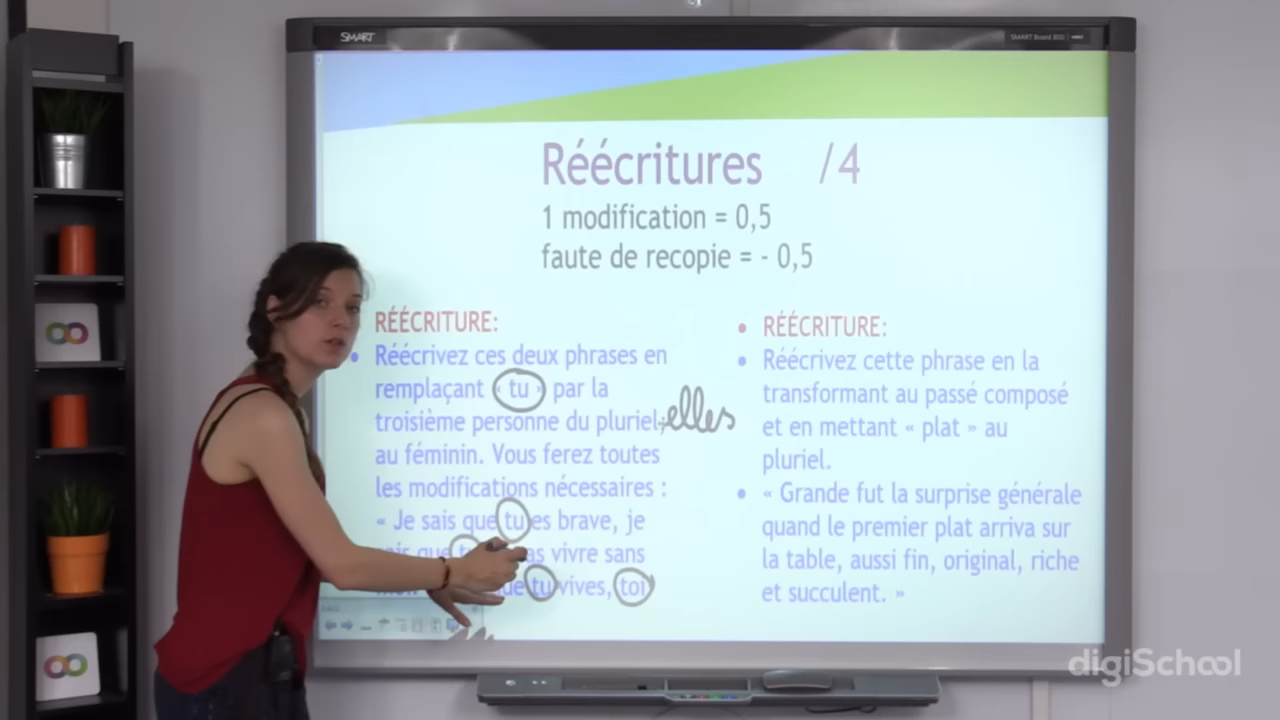 SMART
SMART Board 800
Réécritures /4
1 modification = 0,5
faute de recopie = - 0,5
RÉÉCRITURE:
• Réécrivez ces deux phrases en
remplaçant « tu » par la
troisième personne du pluriel,
elles
au féminin. Vous ferez toutes
les modifications nécessaires :
« Je sais que tu es brave, je
que vivre sans
tu vives, toi
• RÉÉCRITURE:
• Réécrivez cette phrase en la
transformant au passé composé
et en mettant « plat » au
pluriel.
• « Grande fut la surprise générale
quand le premier plat arriva sur
la table, aussi fin, original, riche
et succulent. »
digiSchool